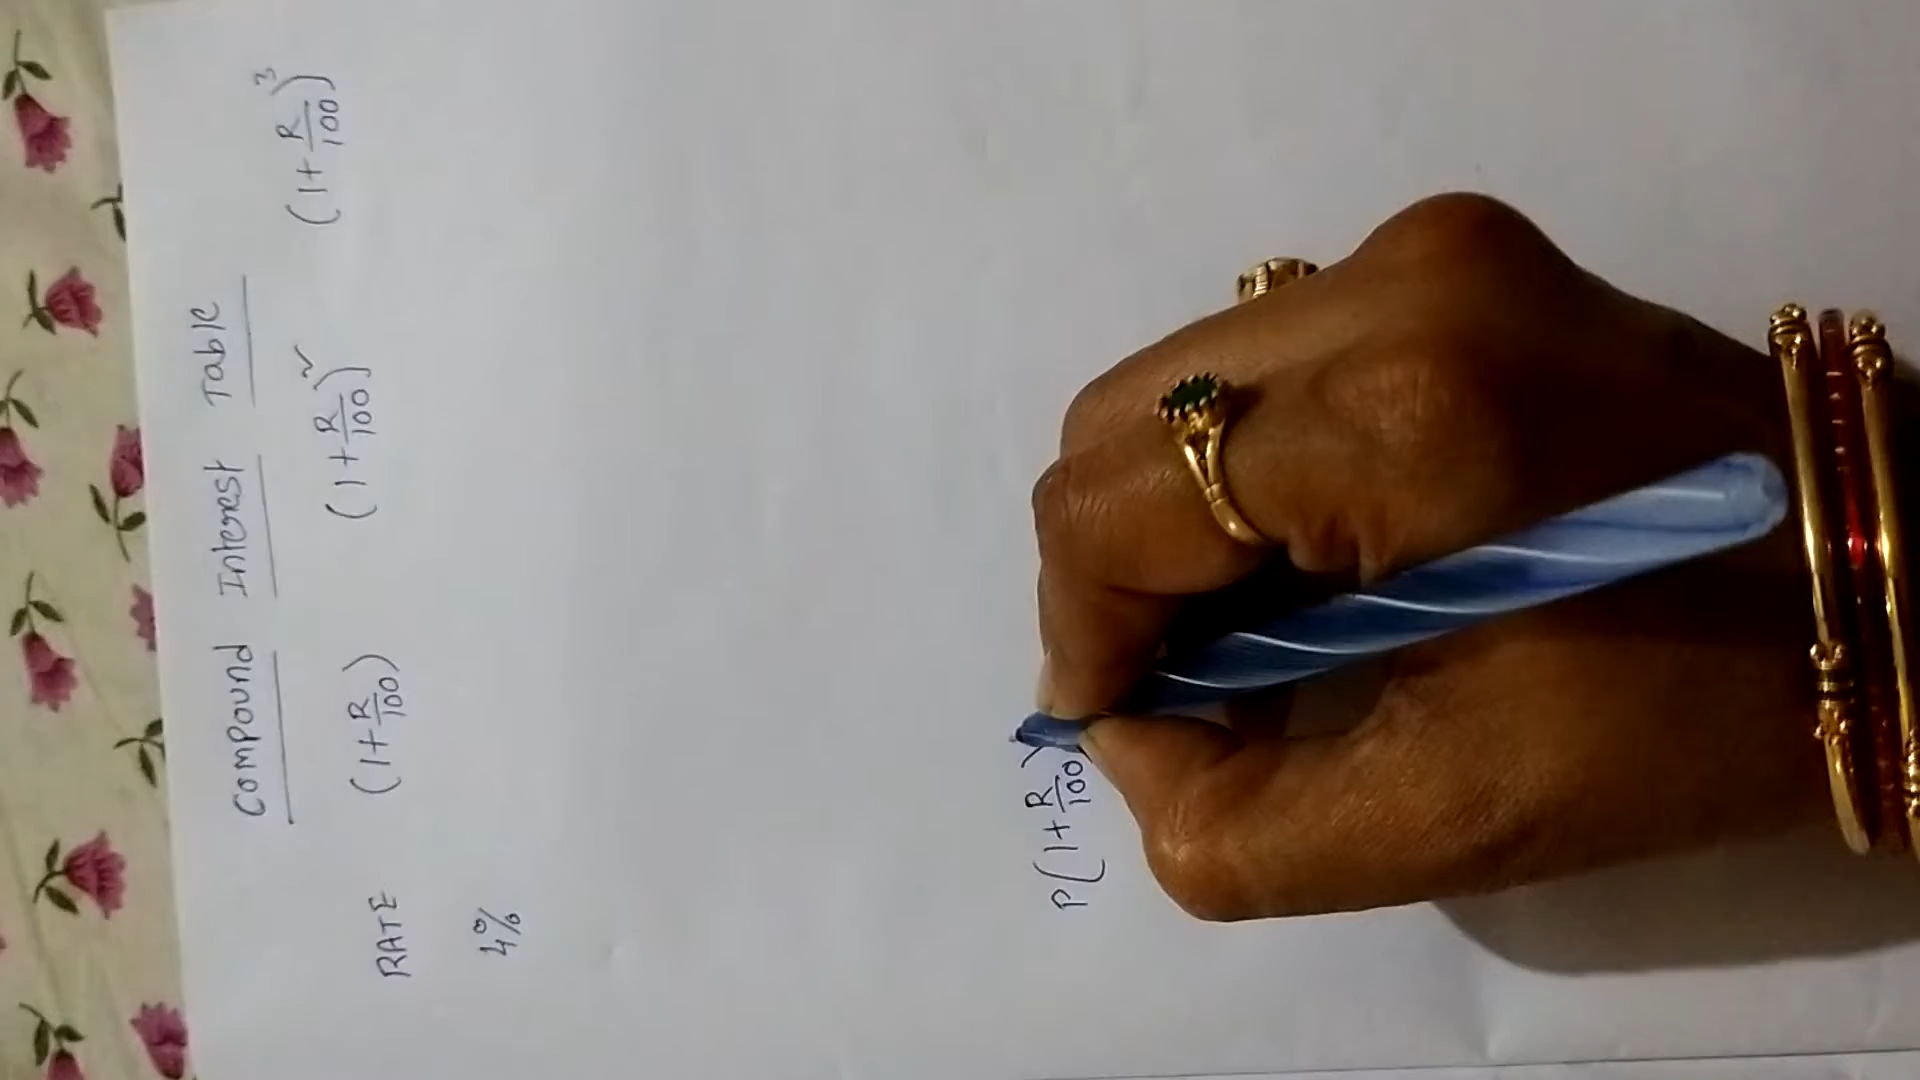 Compound Interest Table
RATE (1+R/100) (1+R/100)² (1+R/100)³
4%
P(1+R/100)